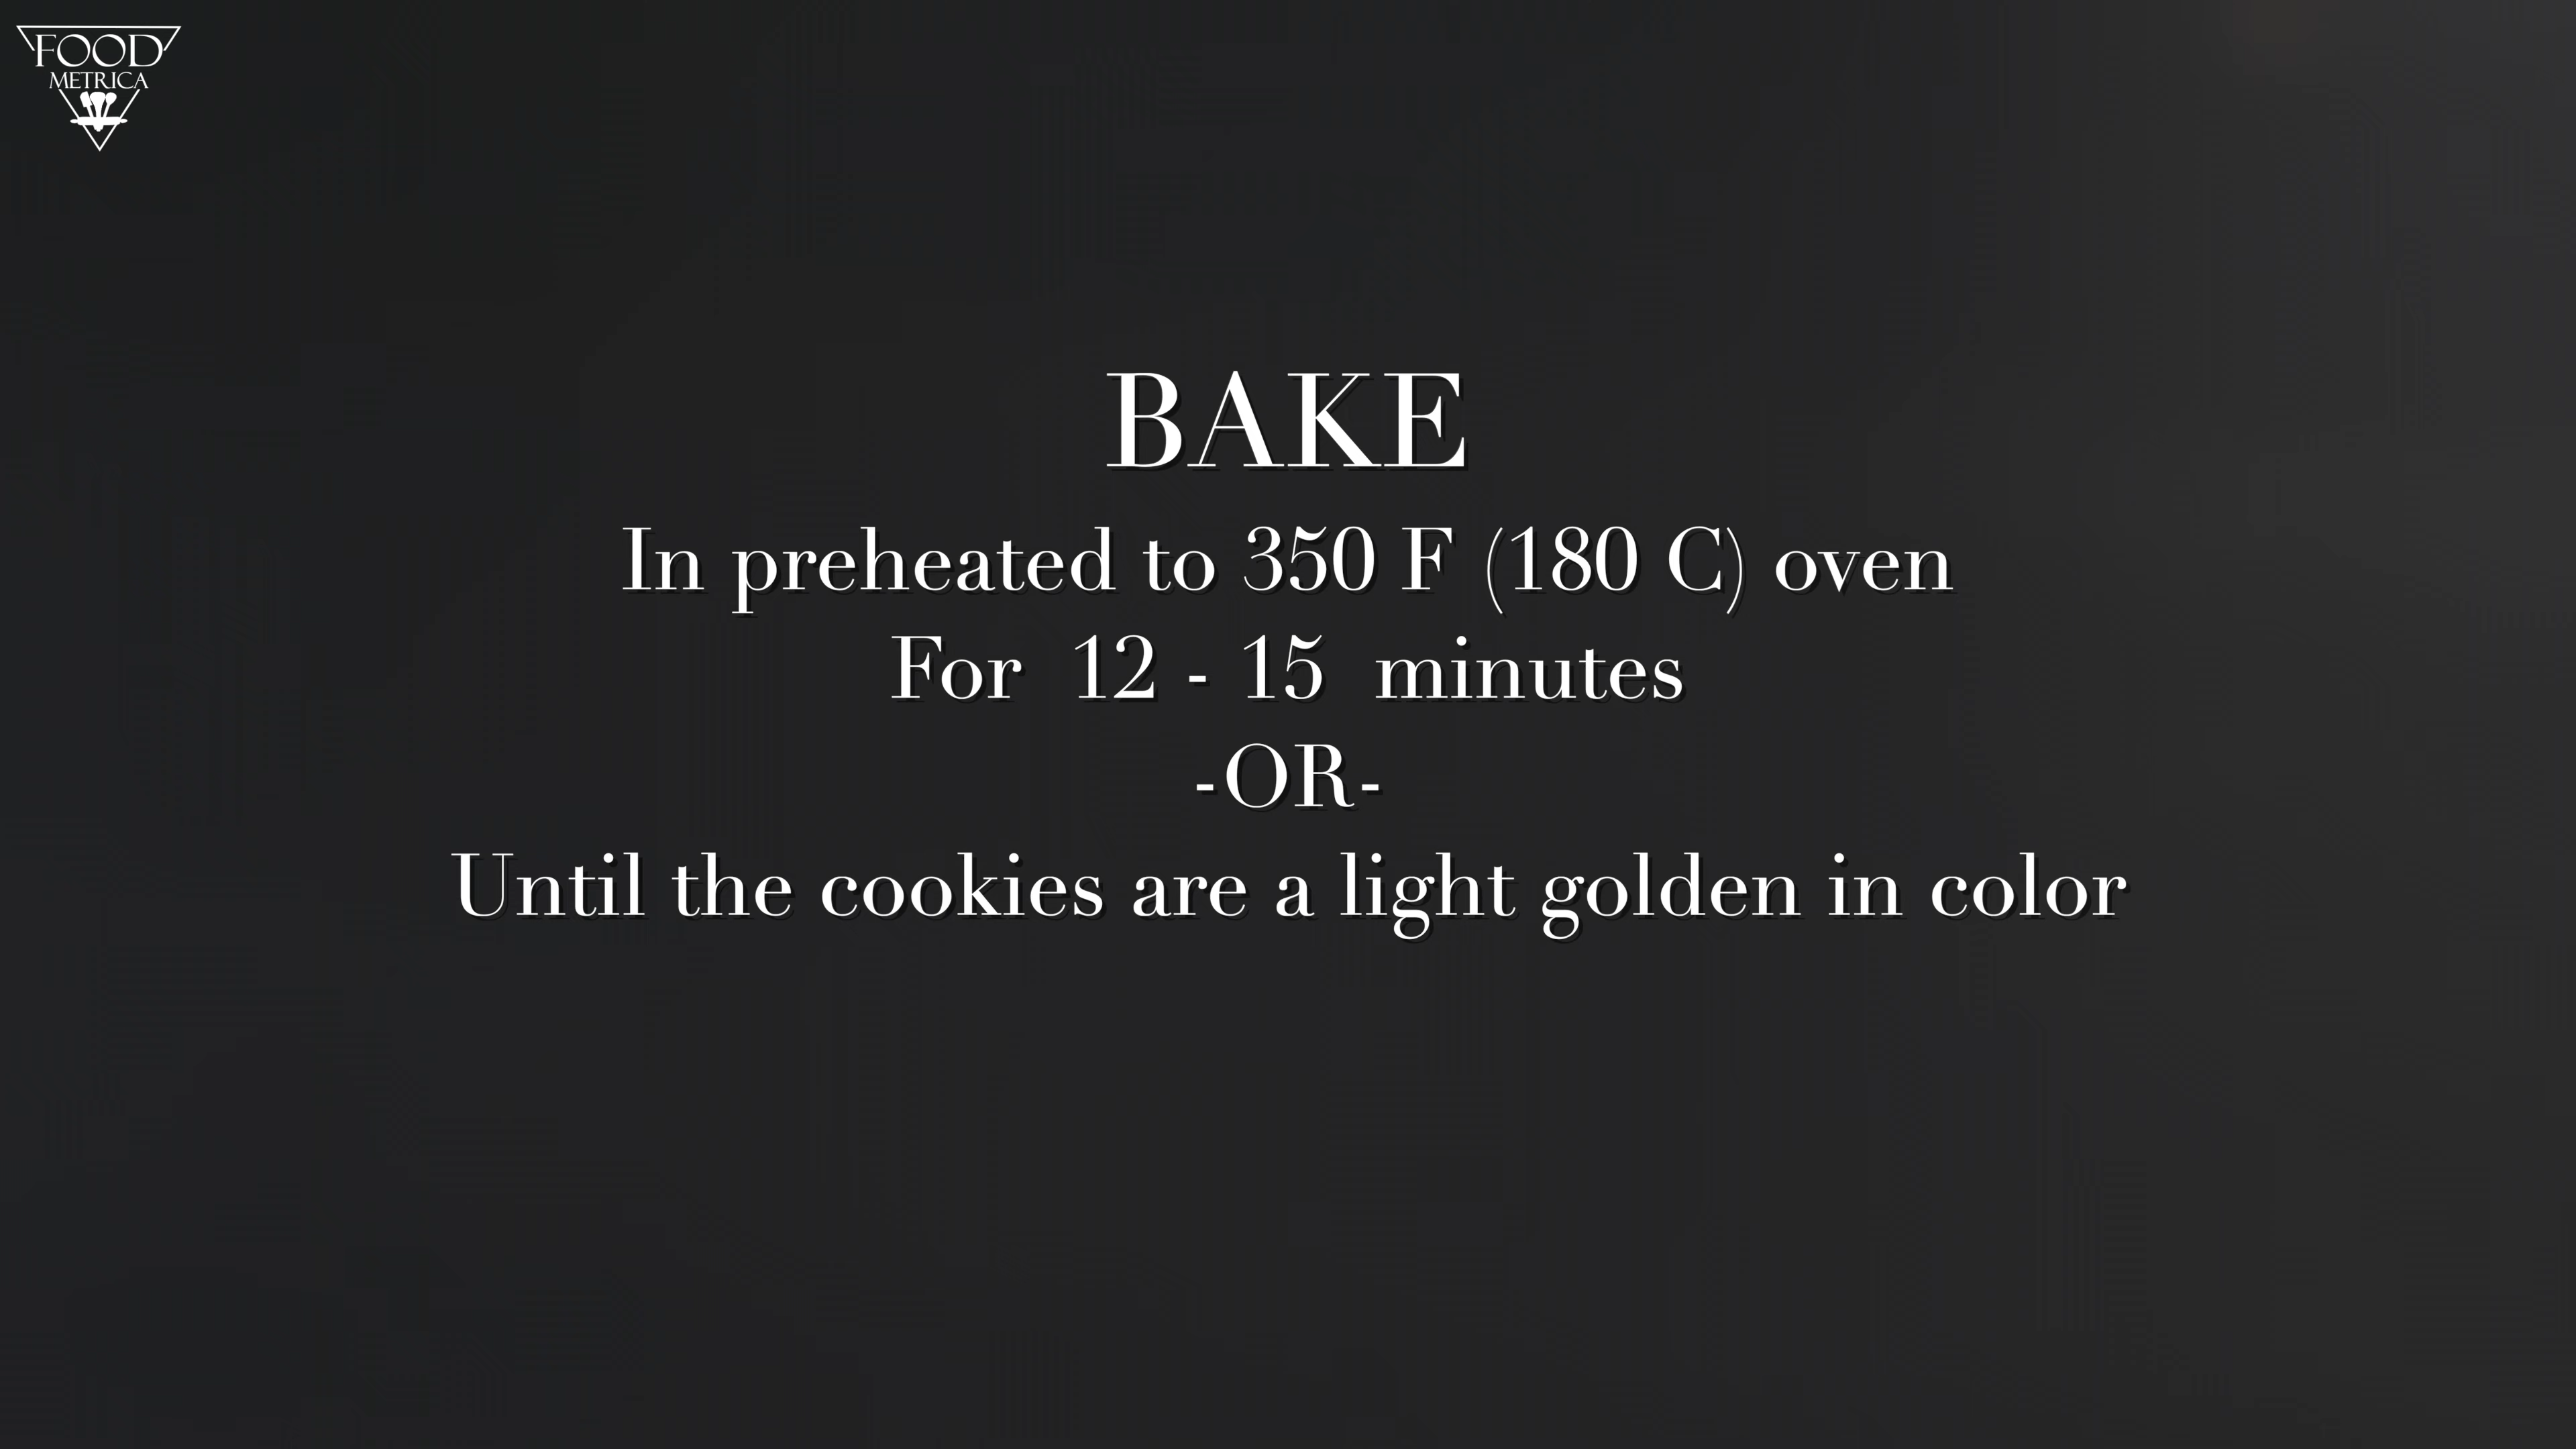 FOOD
METRICA
BAKE
In preheated to 350 F (180 C) oven
For 12 - 15 minutes
-OR-
Until the cookies are a light golden in color